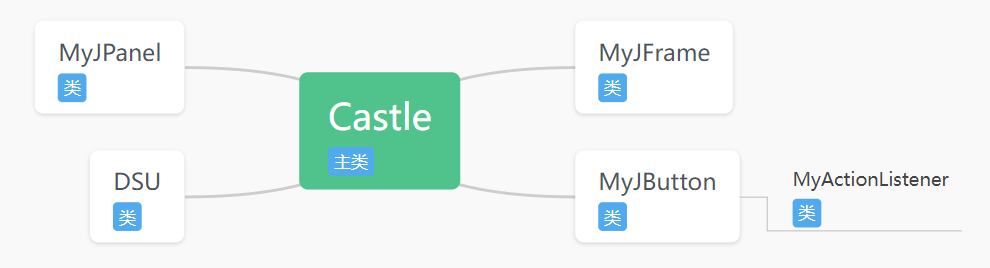 MyJPanel
类
DSU
类
Castle
主类
MyJFrame
类
MyJButton
类
MyActionListener
类